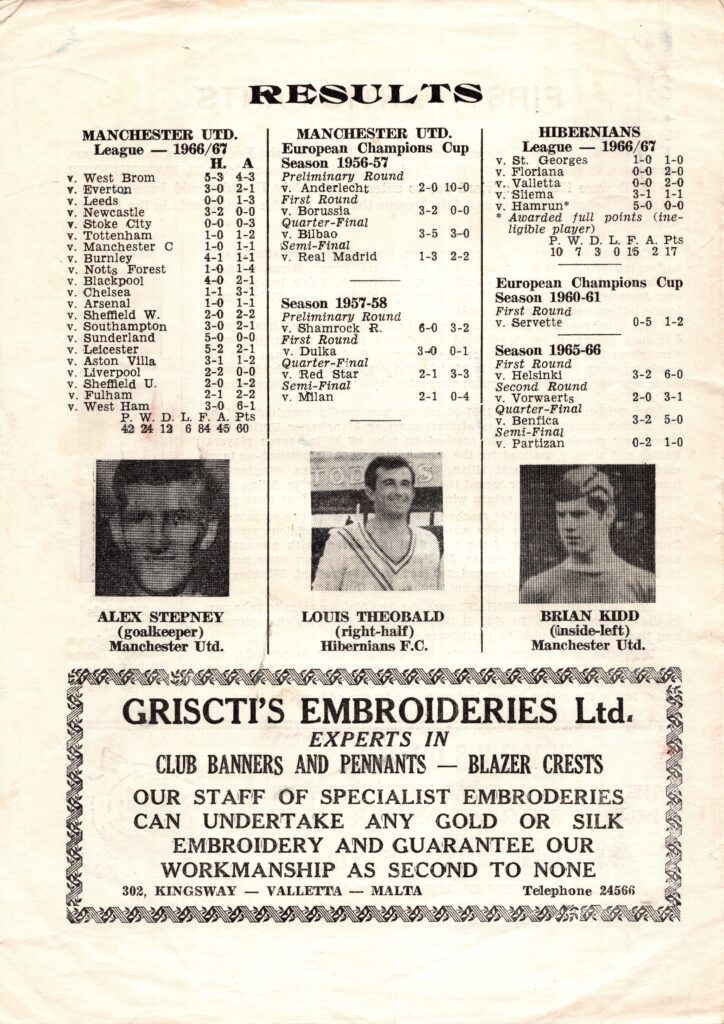 RESULTS
MANCHESTER UTD.
League — 1966/67
H. A
v. West Brom 5-3 4-3
v. Everton 3-0 2-1
v. Leeds 0-0 1-3
v. Newcastle 3-2 0-0
v. Stoke City 0-0 0-3
v. Tottenham 1-0 1-2
v. Manchester C 1-0 1-1
v. Burnley 4-1 1-1
v. Notts Forest 1-0 1-4
v. Blackpool 4-0 2-1
v. Chelsea 1-1 3-1
v. Arsenal 1-0 1-1
v. Sheffield W. 2-0 2-2
v. Southampton 3-0 2-1
v. Sunderland 5-0 0-0
v. Leicester 5-2 2-1
v. Aston Villa 3-1 1-2
v. Liverpool 2-2 0-0
v. Sheffield U. 2-0 1-2
v. Fulham 2-1 2-2
v. West Ham 3-0 6-1
P. W. D. L. F. A. Pts
42 24 12 6 84 45 60
ALEX STEPNEY
(goalkeeper)
Manchester Utd.
MANCHESTER UTD.
European Champions Cup
Season 1956-57
Preliminary Round
v. Anderlecht 2-0 10-0
First Round
v. Borussia 3-2 0-0
Quarter-Final
v. Bilbao 3-5 3-0
Semi-Final
v. Real Madrid 1-3 2-2
Season 1957-58
Preliminary Round
v. Shamrock R. 6-0 3-2
First Round
v. Dulka 3-0 0-1
Quarter-Final
v. Red Star 2-1 3-3
Semi-Final
v. Milan 2-1 0-4
LOUIS THEOBALD
(right-half)
Hibernians F.C.
HIBERNIANS
League — 1966/67
v. St. Georges 1-0 1-0
v. Floriana 0-0 2-0
v. Valletta 0-0 2-0
v. Sliema 3-1 1-1
v. Hamrun* 5-0 0-0
* Awarded full points (ine-
ligible player)
P. W. D. L. F. A. Pts
10 7 3 0 15 2 17
European Champions Cup
Season 1960-61
First Round
v. Servette 0-5 1-2
Season 1965-66
First Round
v. Helsinki 3-2 6-0
Second Round
v. Vorwaerts 2-0 3-1
Quarter-Final
v. Benfica 3-2 5-0
Semi-Final
v. Partizan 0-2 1-0
BRIAN KIDD
(inside-left)
Manchester Utd.
GRISCTI'S EMBROIDERIES Ltd.
EXPERTS IN
CLUB BANNERS AND PENNANTS — BLAZER CRESTS
OUR STAFF OF SPECIALIST EMBRODERIES
CAN UNDERTAKE ANY GOLD OR SILK
EMBROIDERY AND GUARANTEE OUR
WORKMANSHIP AS SECOND TO NONE
302, KINGSWAY — VALLETTA — MALTA Telephone 24566